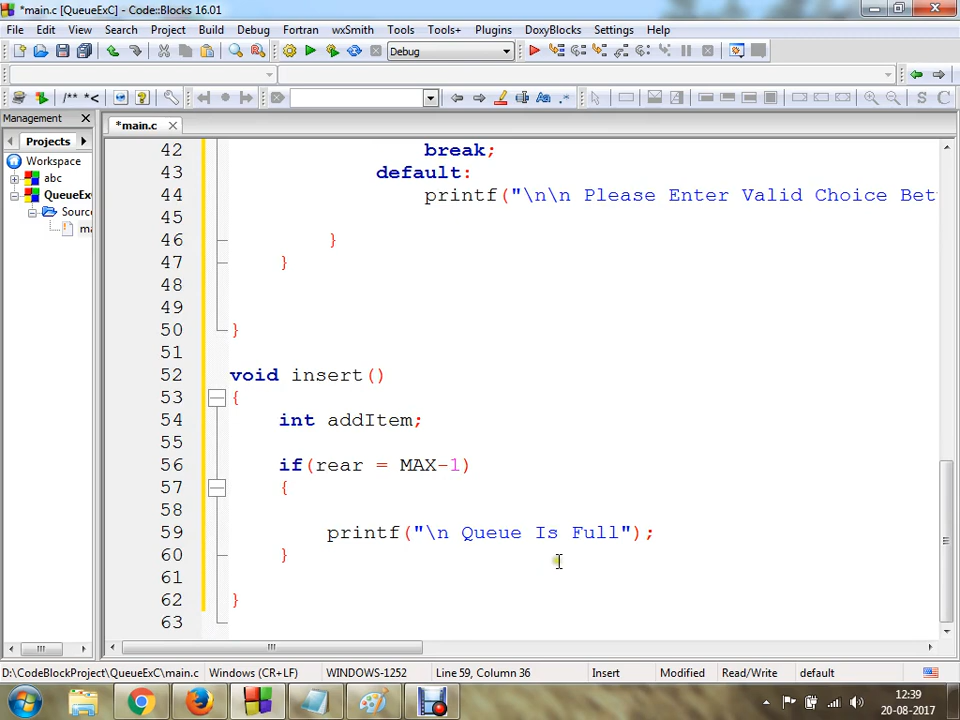 *main.c [QueueExC] - Code::Blocks 16.01
File Edit View Search Project Build Debug Fortran wxSmith Tools Tools+ Plugins DoxyBlocks Settings Help
Debug
/** *<
Management
Projects
Workspace
abc
QueueEx
Sourc
ma
*main.c
42 break;
43 default:
44 printf("\n\n Please Enter Valid Choice Bet
45
46 }
47 }
48
49
50 }
51
52 void insert()
53 {
54 int addItem;
55
56 if(rear = MAX-1)
57 {
58
59 printf("\n Queue Is Full");
60 }
61
62 }
63
D:\CodeBlockProject\QueueExC\main.c Windows (CR+LF) WINDOWS-1252 Line 59, Column 36 Insert Read/Write default
12:39
20-08-2017